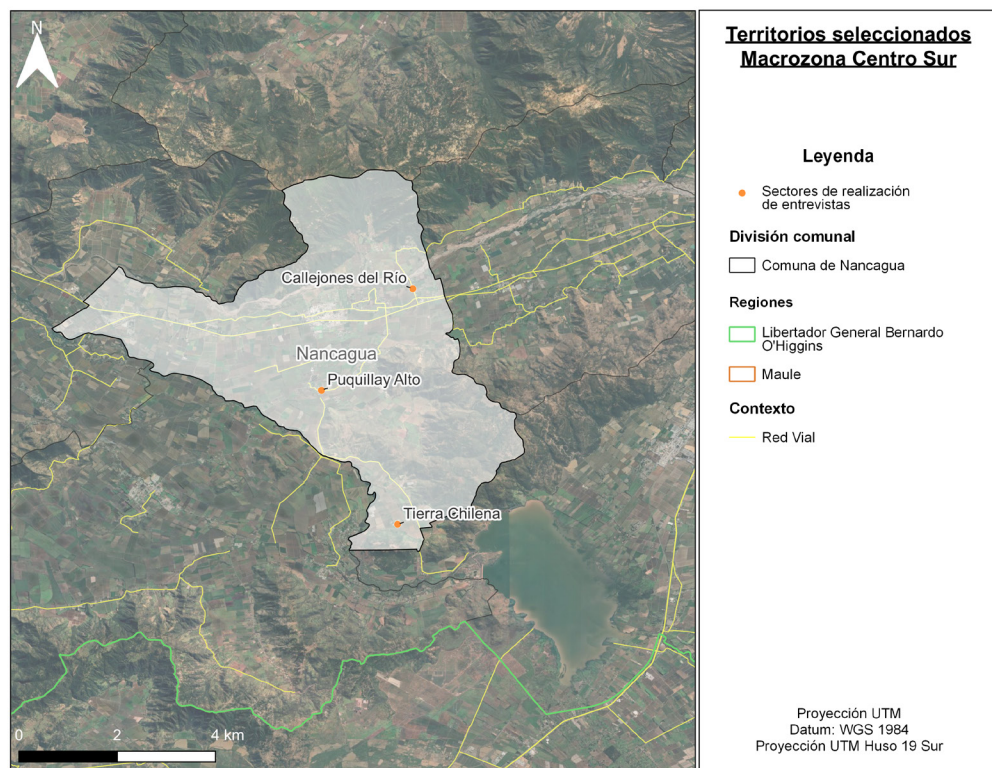 N
Callejones del Río
Nancagua
Puquillay Alto
Tierra Chilena
0 2 4 km
Territorios seleccionados
Macrozona Centro Sur
Leyenda
Sectores de realización
de entrevistas
División comunal
Comuna de Nancagua
Regiones
Libertador General Bernardo
O'Higgins
Maule
Contexto
Red Vial
Proyección UTM
Datum: WGS 1984
Proyección UTM Huso 19 Sur